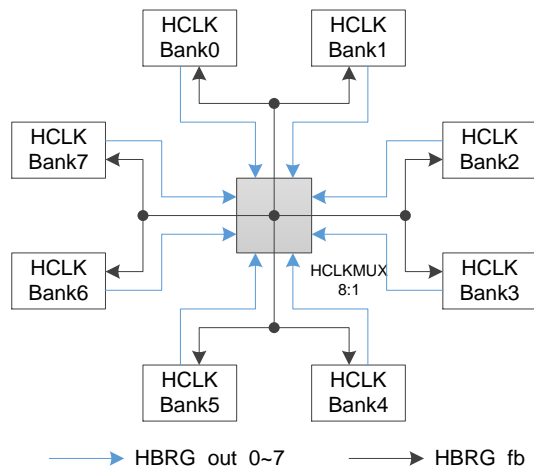 HCLK
Bank0
HCLK
Bank1
HCLK
Bank7
HCLK
Bank2
HCLK
Bank6
HCLKMUX
8:1
HCLK
Bank3
HCLK
Bank5
HCLK
Bank4
HBRG out 0~7
HBRG fb